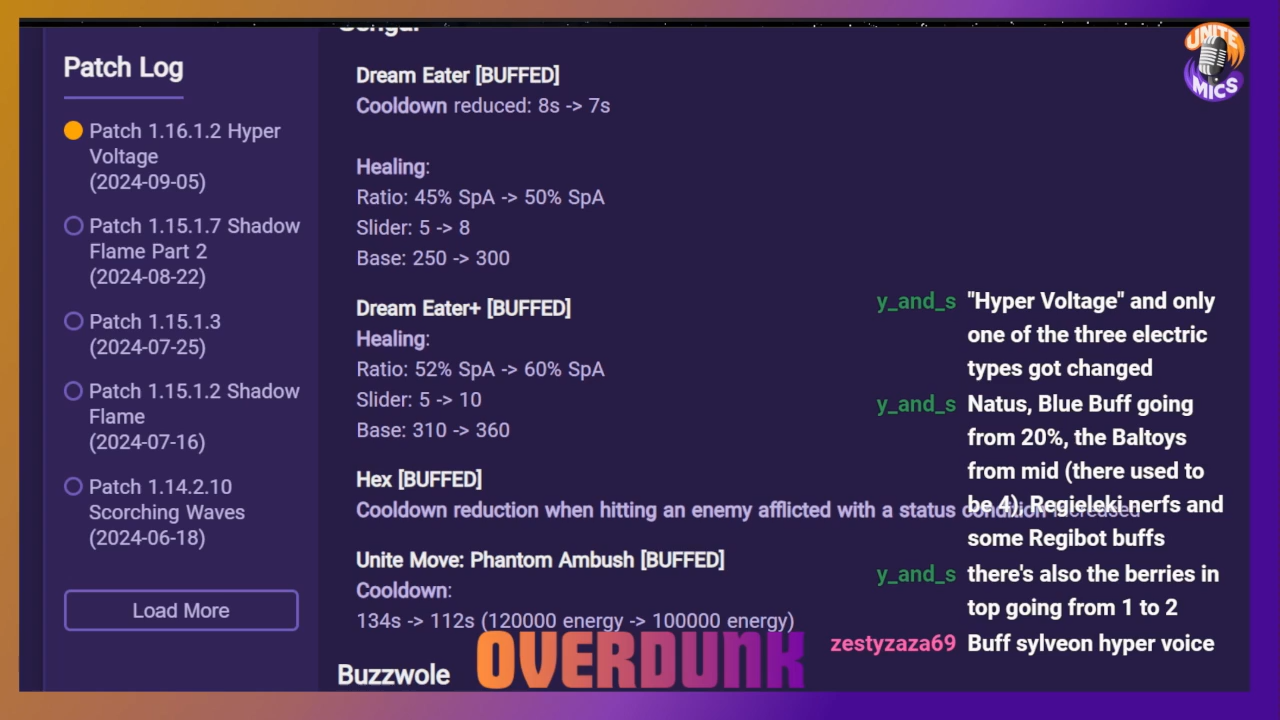 Patch Log
Patch 1.16.1.2 Hyper
Voltage
(2024-09-05)
Patch 1.15.1.7 Shadow
Flame Part 2
(2024-08-22)
Patch 1.15.1.3
(2024-07-25)
Patch 1.15.1.2 Shadow
Flame
(2024-07-16)
Patch 1.14.2.10
Scorching Waves
(2024-06-18)
Load More
Gengar
Dream Eater [BUFFED]
Cooldown reduced: 8s -> 7s
Healing:
Ratio: 45% SpA -> 50% SpA
Slider: 5 -> 8
Base: 250 -> 300
Dream Eater+ [BUFFED]
Healing:
Ratio: 52% SpA -> 60% SpA
Slider: 5 -> 10
Base: 310 -> 360
Hex [BUFFED]
Cooldown reduction when hitting an enemy afflicted with a status condition increased
Unite Move: Phantom Ambush [BUFFED]
Cooldown:
134s -> 112s (120000 energy -> 100000 energy)
Buzzwole
OVERDUNK
UNITE
MICS
y_and_s "Hyper Voltage" and only
one of the three electric
types got changed
y_and_s Natus, Blue Buff going
from 20%, the Baltoys
from mid (there used to
be 4), Regieleki nerfs and
some Regibot buffs
y_and_s there's also the berries in
top going from 1 to 2
zestyzaza69 Buff sylveon hyper voice